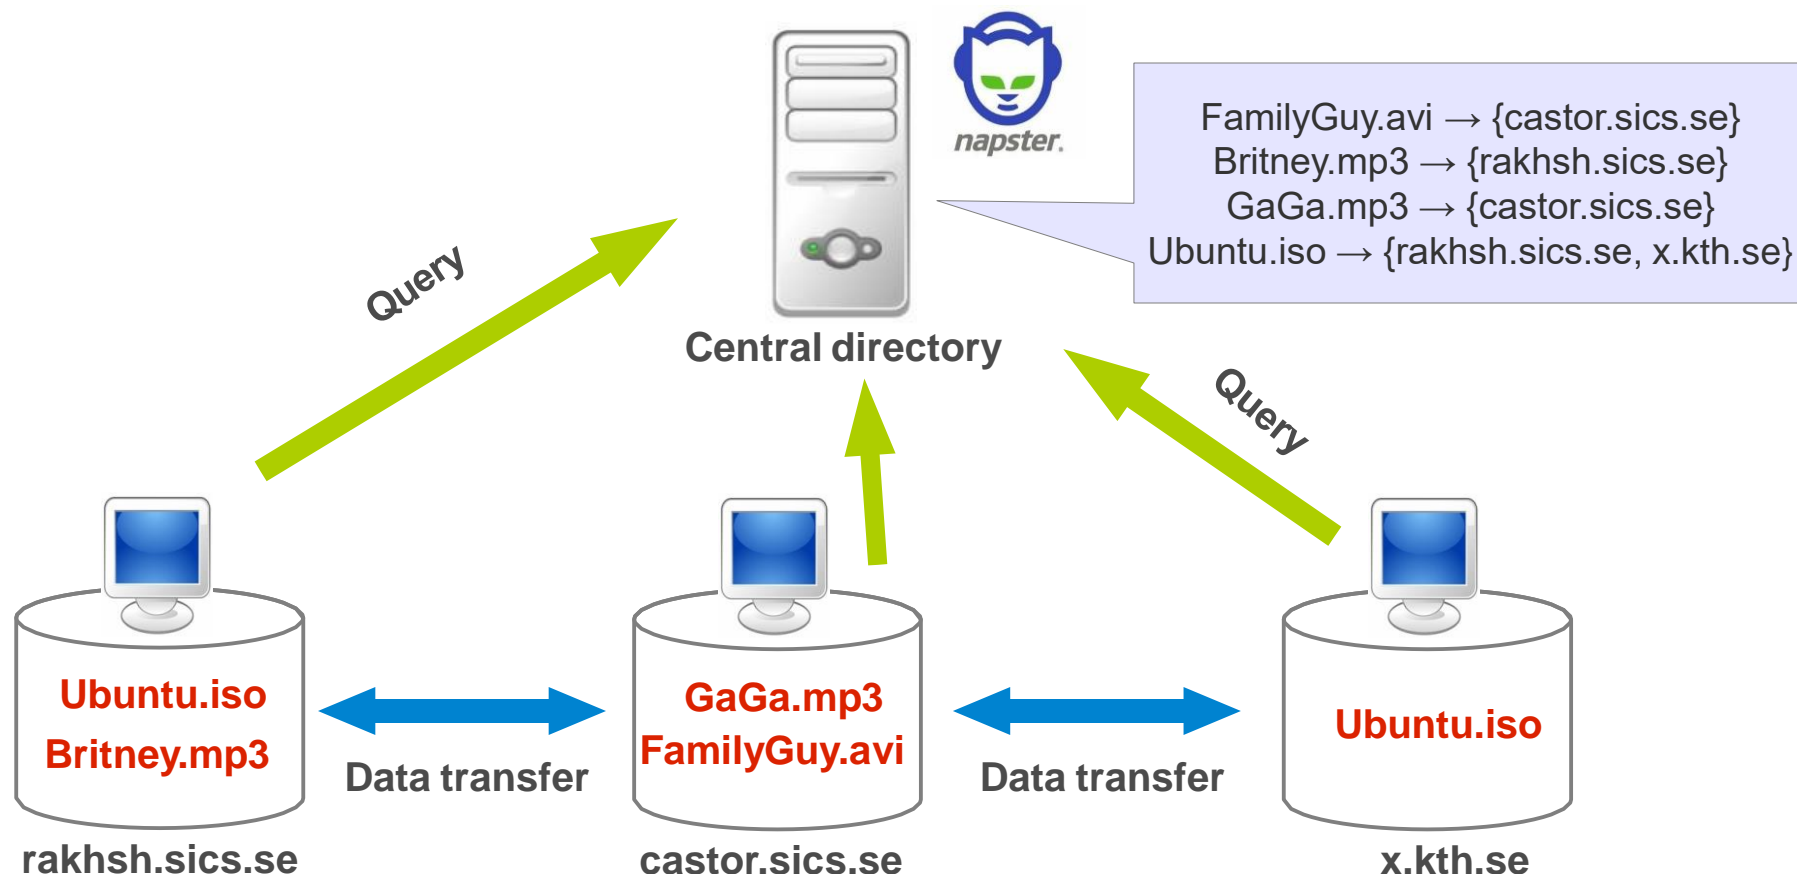 napster.
FamilyGuy.avi → {castor.sics.se}
Britney.mp3 → {rakhsh.sics.se}
GaGa.mp3 → {castor.sics.se}
Ubuntu.iso → {rakhsh.sics.se, x.kth.se}
Query
Central directory
Query
Ubuntu.iso
Britney.mp3
GaGa.mp3
FamilyGuy.avi
Ubuntu.iso
Data transfer
Data transfer
rakhsh.sics.se
castor.sics.se
x.kth.se